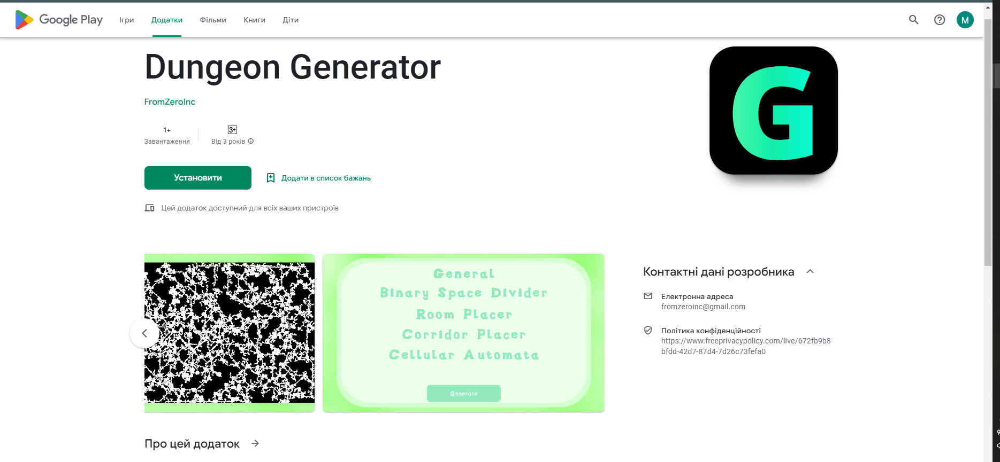 Google Play
Ігри
Додатки
Фільми
Книги
Діти
M
Dungeon Generator
FromZeroInc
1+
Завантаження
3+
Від 3 років
G
Установити
Додати в список бажань
Цей додаток доступний для всіх ваших пристроїв
General
Binary Space Divider
Room Placer
Corridor Placer
Cellular Automata
Generate
Контактні дані розробника
Електронна адреса
fromzeroinc@gmail.com
Політика конфіденційності
https://www.freeprivacypolicy.com/live/672fb9b8-
bfdd-42d7-87d4-7d26c73fefa0
Про цей додаток